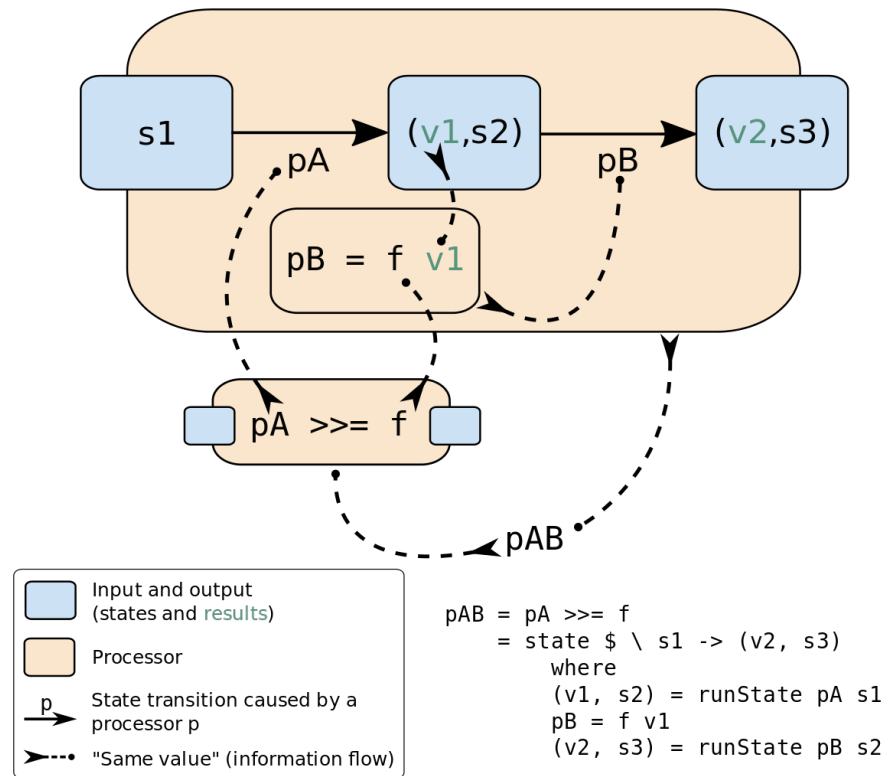 s1
(v1,s2)
(v2,s3)
pA
pB
pB = f v1
pA >>= f
pAB
Input and output
(states and results)
Processor
p
State transition caused by a
processor p
"Same value" (information flow)
pAB = pA >>= f
= state $ \ s1 -> (v2, s3)
where
(v1, s2) = runState pA s1
pB = f v1
(v2, s3) = runState pB s2